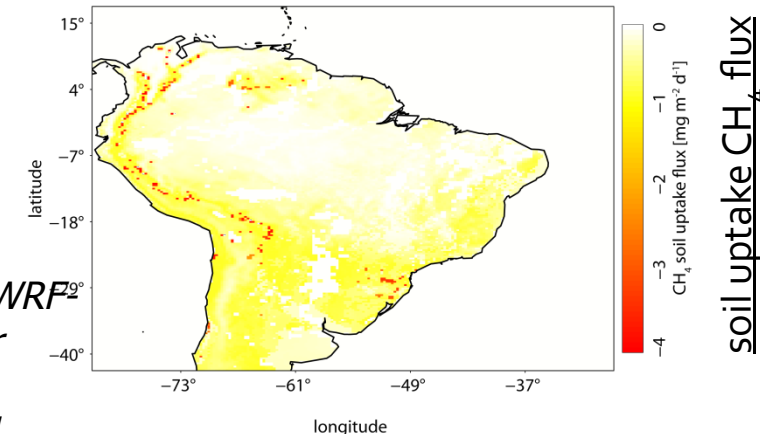 15°
4°
−7°
−18°
−29°
−40°
latitude
−73°
−61°
−49°
−37°
longitude
0
−1
−2
−3
−4
CH₄ soil uptake flux [mg m⁻² d⁻¹]
soil uptake CH₄ flux
WRF-
r